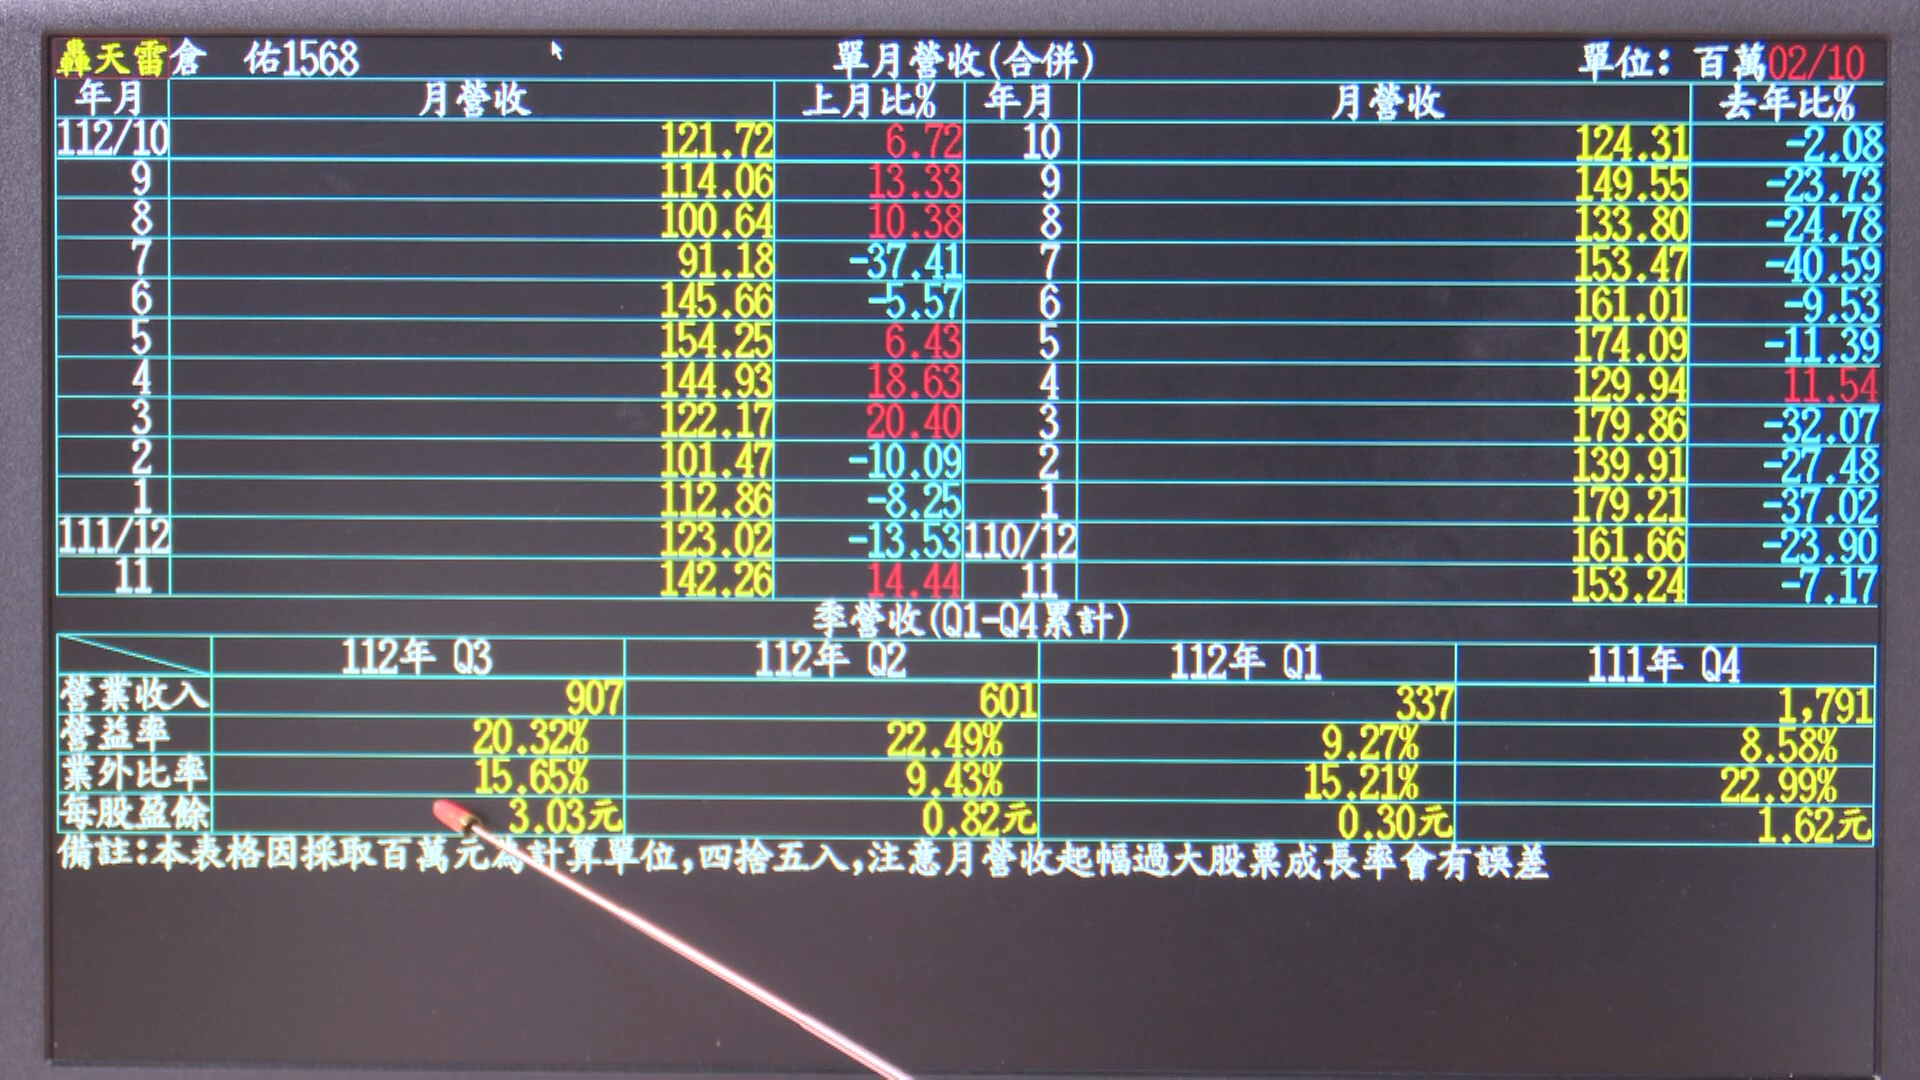 轟天雷倉 佑1568 單月營收(合併) 單位: 百萬02/10
年月 月營收 上月比% 年月 月營收 去年比%
112/10 121.72 6.72 10 124.31 -2.08
9 114.06 13.33 9 149.55 -23.73
8 100.64 10.38 8 133.80 -24.78
7 91.18 -37.41 7 153.47 -40.59
6 145.66 -5.57 6 161.01 -9.53
5 154.25 6.43 5 174.09 -11.39
4 144.93 18.63 4 129.94 11.54
3 122.17 20.40 3 179.86 -32.07
2 101.47 -10.09 2 139.91 -27.48
1 112.86 -8.25 1 179.21 -37.02
111/12 123.02 -13.53 110/12 161.66 -23.90
11 142.26 14.44 11 153.24 -7.17
季營收(Q1-Q4累計)
112年 Q3 112年 Q2 112年 Q1 111年 Q4
營業收入 907 601 337 1,791
營益率 20.32% 22.49% 9.27% 8.58%
業外比率 15.65% 9.43% 15.21% 22.99%
每股盈餘 3.03元 0.82元 0.30元 1.62元
備註:本表格因採取百萬元為計算單位,四捨五入,注意月營收起幅過大股票成長率會有誤差